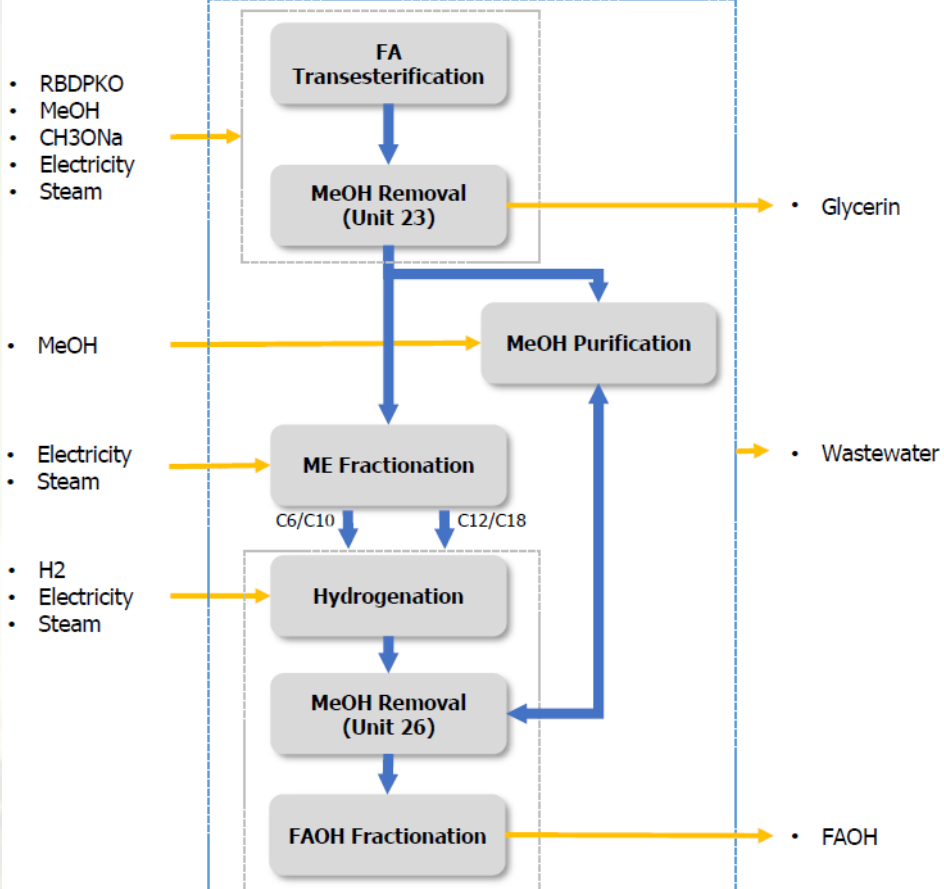 FA
Transesterification
• RBDPKO
• MeOH
• CH3ONa
• Electricity
• Steam
MeOH Removal
(Unit 23)
• Glycerin
• MeOH
MeOH Purification
• Electricity
• Steam
ME Fractionation
• Wastewater
C6/C10
C12/C18
• H2
• Electricity
• Steam
Hydrogenation
MeOH Removal
(Unit 26)
FAOH Fractionation
• FAOH